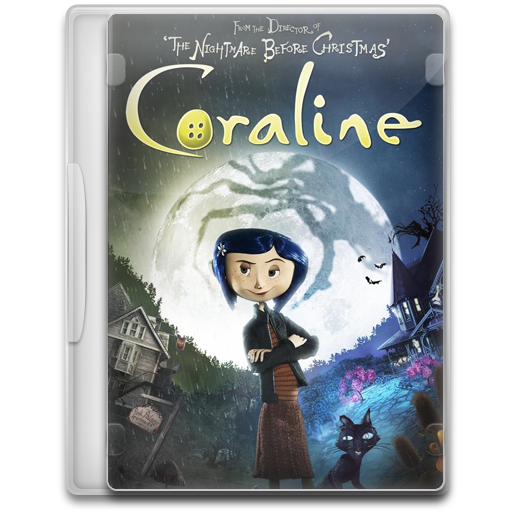 From the Director of
'The Nightmare Before Christmas'
Coraline